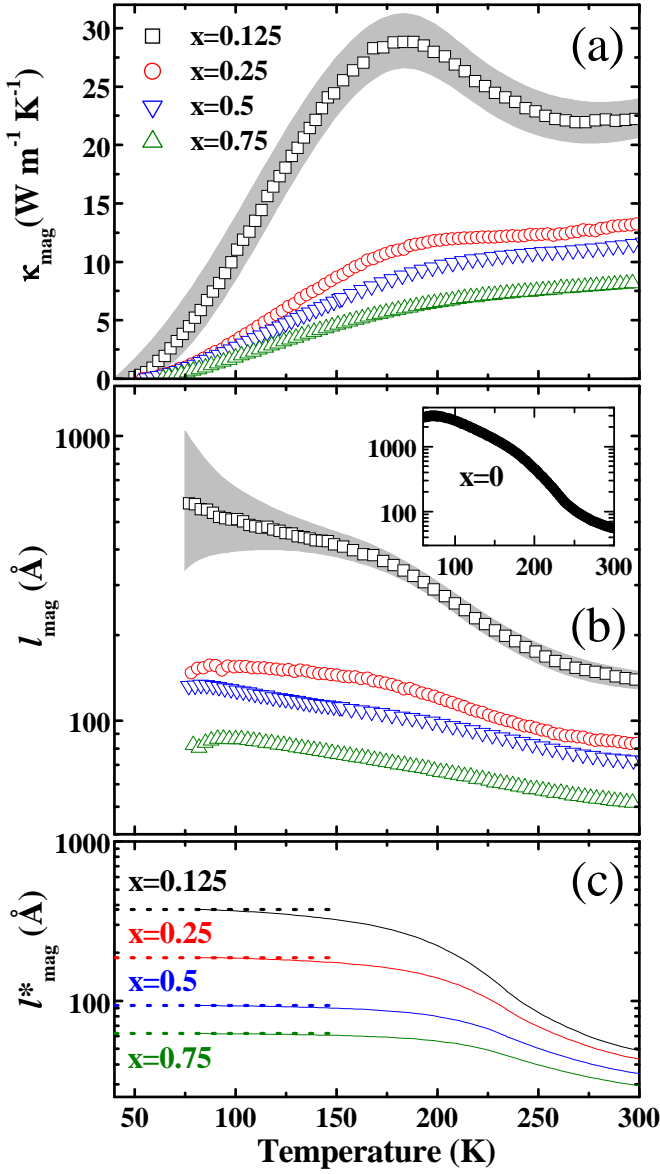 (a)
x=0.125
x=0.25
x=0.5
x=0.75
κmag (W m⁻¹ K⁻¹)
30
25
20
15
10
5
0
(b)
lmag (Å)
1000
100
x=0
1000
100
100 200 300
(c)
l*mag (Å)
1000
100
x=0.125
x=0.25
x=0.5
x=0.75
50 100 150 200 250 300
Temperature (K)